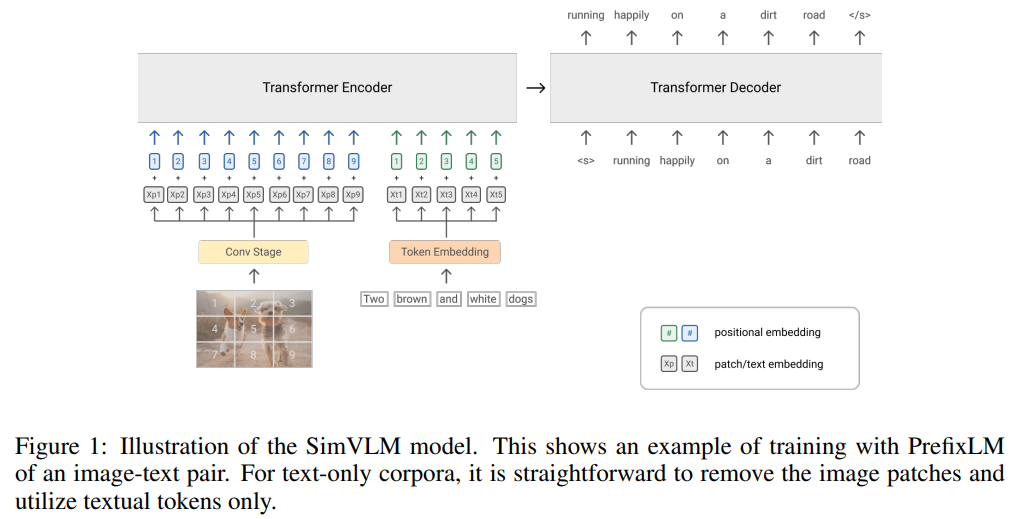 running happily on a dirt road </s>
Transformer Encoder
Transformer Decoder
1 2 3 4 5 6 7 8 9
1 2 3 4 5
+ + + + + + + + +
+ + + + +
<s> running happily on a dirt road
Xp1 Xp2 Xp3 Xp4 Xp5 Xp6 Xp7 Xp8 Xp9
Xt1 Xt2 Xt3 Xt4 Xt5
Conv Stage
Token Embedding
Two brown and white dogs
1 2 3
4 5 6
7 8 9
# # positional embedding
Xp Xt patch/text embedding
Figure 1: Illustration of the SimVLM model. This shows an example of training with PrefixLM
of an image-text pair. For text-only corpora, it is straightforward to remove the image patches and
utilize textual tokens only.